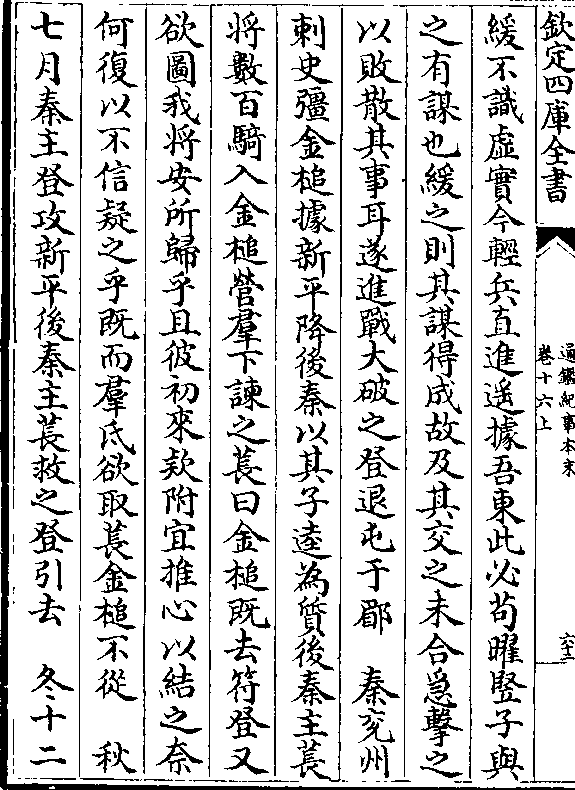 欽定四庫全書
通鑑紀事本末
卷十六上
六十二
緩不識虛實今輕兵直進遥據吾東此必苟曜豎子與
之有謀也緩之則其謀得成故及其交之未合急擊之
以敗散其事耳遂進戰大破之登退屯于郿　秦兖州
刺史彊金槌據新平降後秦以其子逵為質後秦主萇
將數百騎入金槌營羣下諫之萇曰金槌既去符登又
欲圖我將安所歸乎且彼初來欵附宜推心以結之奈
何復以不信疑之乎既而羣氐欲取萇金槌不從　秋
七月秦主登攻新平後秦主萇救之登引去　冬十二